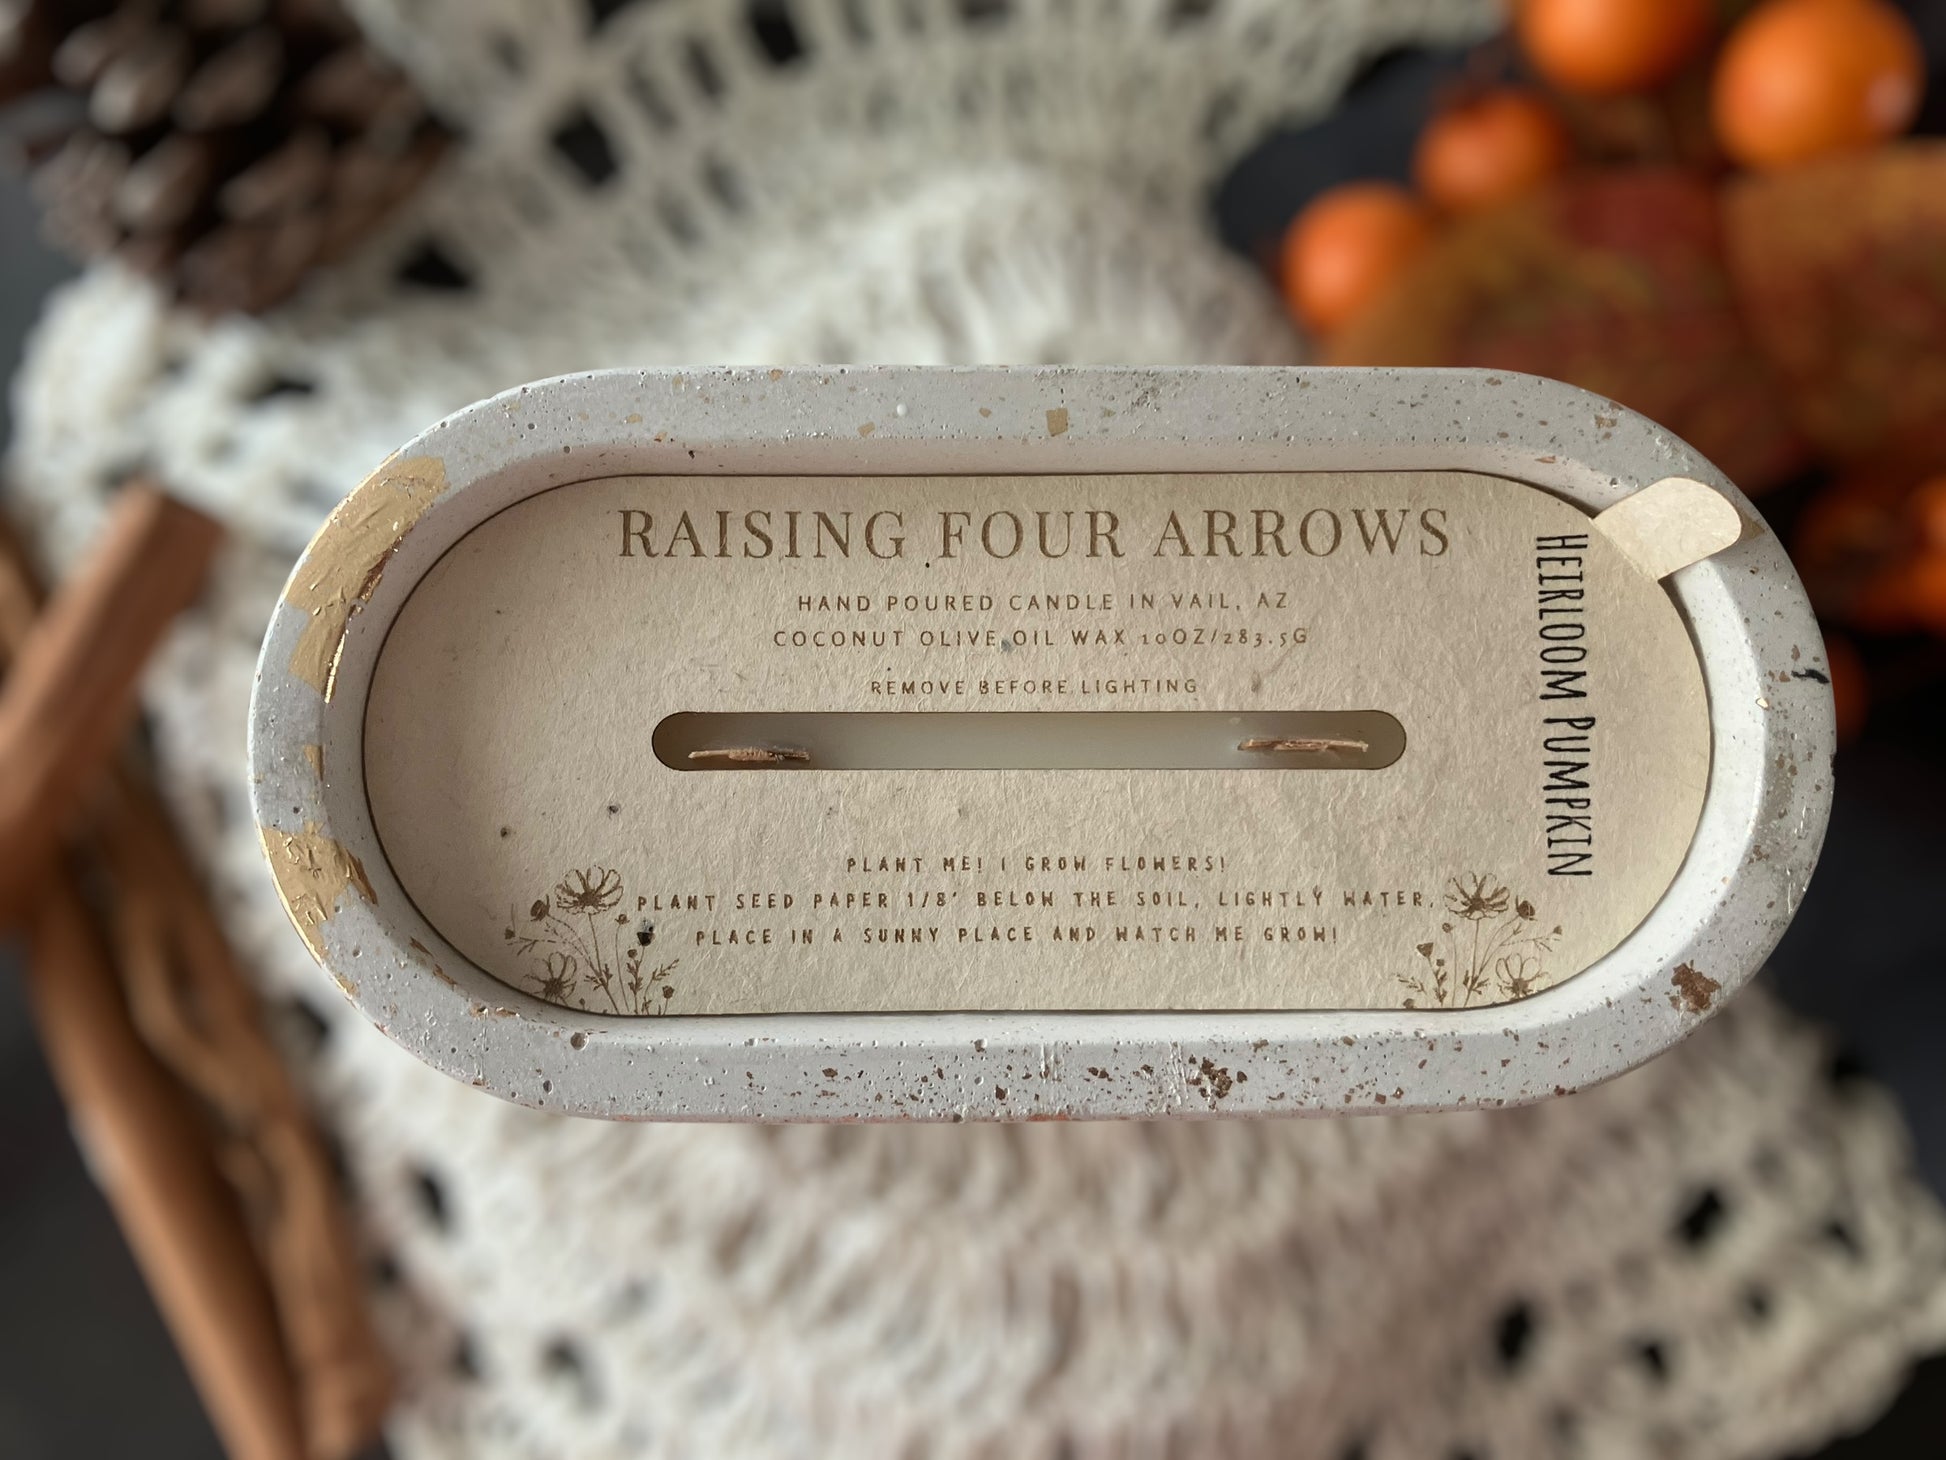 RAISING FOUR ARROWS
HAND POURED CANDLE IN VAIL, AZ
COCONUT OLIVE OIL WAX 10OZ/283.5G
REMOVE BEFORE LIGHTING
HEIRLOOM PUMPKIN
PLANT ME! I GROW FLOWERS!
PLANT SEED PAPER 1/8" BELOW THE SOIL, LIGHTLY WATER,
PLACE IN A SUNNY PLACE AND WATCH ME GROW!